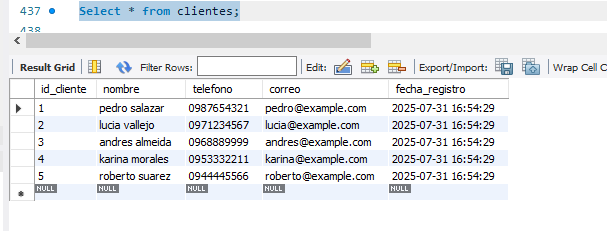 437 Select * from clientes;
438
Result Grid Filter Rows: Edit: Export/Import: Wrap Cell C
id_cliente nombre telefono correo fecha_registro
1 pedro salazar 0987654321 pedro@example.com 2025-07-31 16:54:29
2 lucia vallejo 0971234567 lucia@example.com 2025-07-31 16:54:29
3 andres almeida 0968889999 andres@example.com 2025-07-31 16:54:29
4 karina morales 0953332211 karina@example.com 2025-07-31 16:54:29
5 roberto suarez 0944445566 roberto@example.com 2025-07-31 16:54:29
NULL NULL NULL NULL NULL